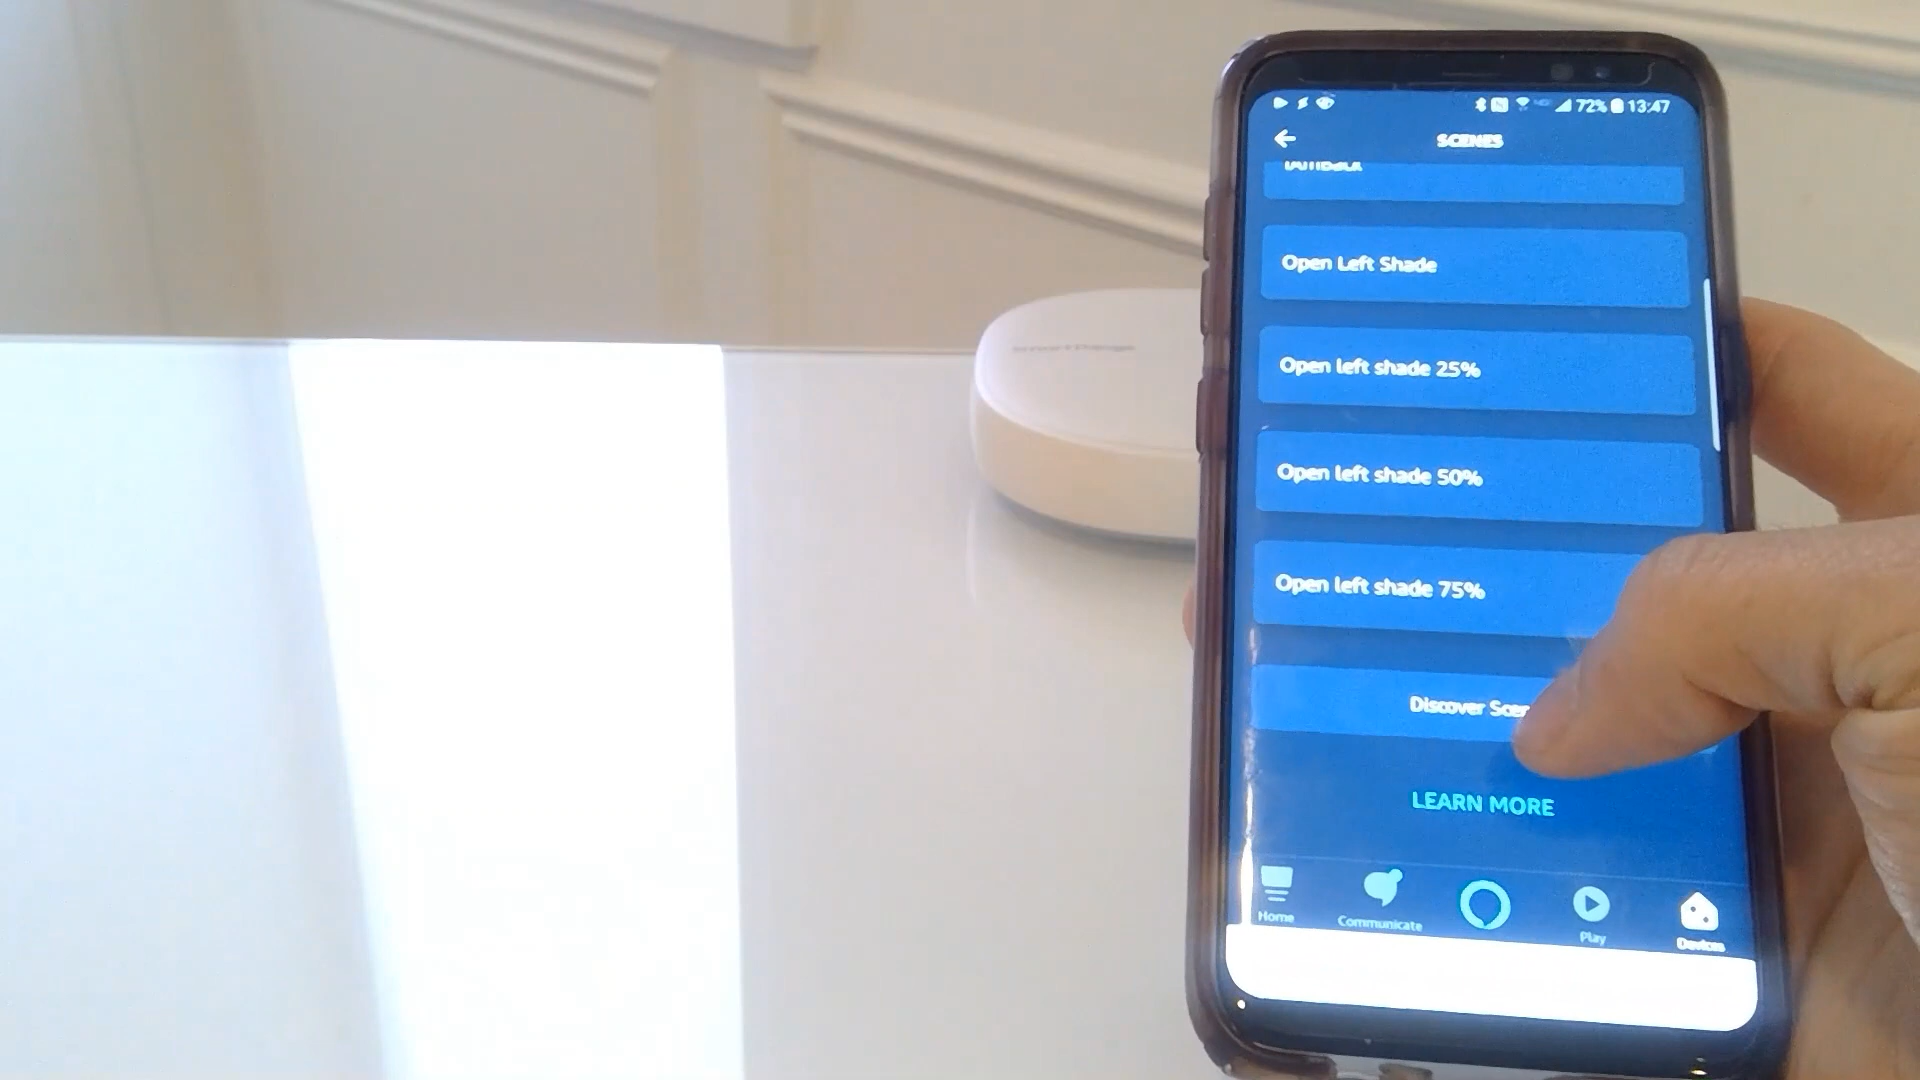 72% 13:47
SCENES
Open Left Shade
Open left shade 25%
Open left shade 50%
Open left shade 75%
Discover
LEARN MORE
Home
Communicate
Play
Devices